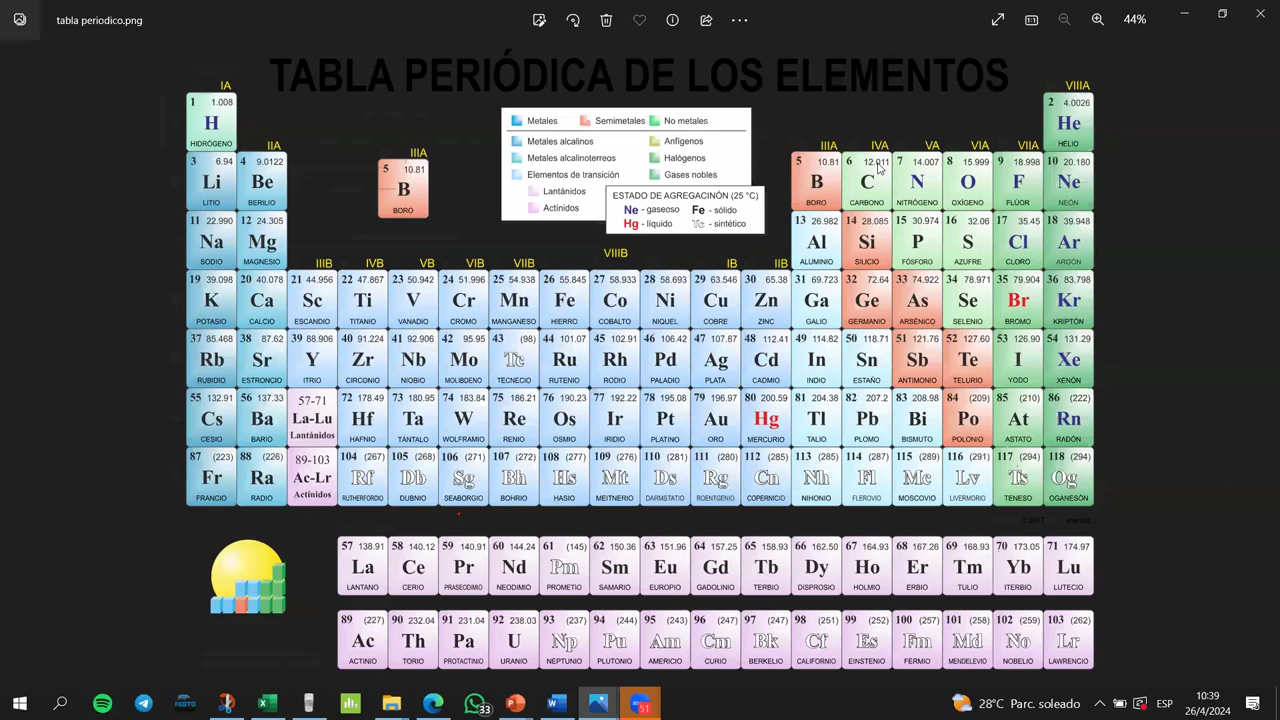 tabla periodico.png
44%
TABLA PERIÓDICA DE LOS ELEMENTOS
IA
VIIIA
1 1.008
H
HIDRÓGENO
2 4.0026
He
HELIO
Metales Semimetales No metales
Metales alcalinos Anfígenos
Metales alcalinoterreos Halógenos
Elementos de transición Gases nobles
Lantánidos
Actínidos
ESTADO DE AGREGACINÓN (25 °C)
Ne - gaseoso Fe - sólido
Hg - líquido Tc - sintético
IIIA
5 10.81
B
BORO
IIA IIIA IVA VA VIA VIIA
3 6.94 4 9.0122 5 10.81 6 12.011 7 14.007 8 15.999 9 18.998 10 20.180
Li Be B C N O F Ne
LITIO BERILIO BORO CARBONO NITRÓGENO OXÍGENO FLÚOR NEÓN
11 22.990 12 24.305 13 26.982 14 28.085 15 30.974 16 32.06 17 35.45 18 39.948
Na Mg Al Si P S Cl Ar
SODIO MAGNESIO ALUMINIO SILICIO FÓSFORO AZUFRE CLORO ARGÓN
IIIB IVB VB VIB VIIB VIIIB IB IIB
19 39.098 20 40.078 21 44.956 22 47.867 23 50.942 24 51.996 25 54.938 26 55.845 27 58.933 28 58.693 29 63.546 30 65.38 31 69.723 32 72.64 33 74.922 34 78.971 35 79.904 36 83.798
K Ca Sc Ti V Cr Mn Fe Co Ni Cu Zn Ga Ge As Se Br Kr
POTASIO CALCIO ESCANDIO TITANIO VANADIO CROMO MANGANESO HIERRO COBALTO NIQUEL COBRE ZINC GALIO GERMANIO ARSÉNICO SELENIO BROMO KRIPTÓN
37 85.468 38 87.62 39 88.906 40 91.224 41 92.906 42 95.95 43 (98) 44 101.07 45 102.91 46 106.42 47 107.87 48 112.41 49 114.82 50 118.71 51 121.76 52 127.60 53 126.90 54 131.29
Rb Sr Y Zr Nb Mo Tc Ru Rh Pd Ag Cd In Sn Sb Te I Xe
RUBIDIO ESTRONCIO ITRIO CIRCONIO NIOBIO MOLIBDENO TECNECIO RUTENIO RODIO PALADIO PLATA CADMIO INDIO ESTAÑO ANTIMONIO TELURIO YODO XENÓN
55 132.91 56 137.33 57-71 72 178.49 73 180.95 74 183.84 75 186.21 76 190.23 77 192.22 78 195.08 79 196.97 80 200.59 81 204.38 82 207.2 83 208.98 84 (209) 85 (210) 86 (222)
Cs Ba La-Lu Hf Ta W Re Os Ir Pt Au Hg Tl Pb Bi Po At Rn
CESIO BARIO Lantánidos HAFNIO TÁNTALO WOLFRAMIO RENIO OSMIO IRIDIO PLATINO ORO MERCURIO TALIO PLOMO BISMUTO POLONIO ASTATO RADÓN
87 (223) 88 (226) 89-103 104 (267) 105 (268) 106 (271) 107 (272) 108 (277) 109 (276) 110 (281) 111 (280) 112 (285) 113 (285) 114 (287) 115 (289) 116 (291) 117 (294) 118 (294)
Fr Ra Ac-Lr Rf Db Sg Bh Hs Mt Ds Rg Cn Nh Fl Mc Lv Ts Og
FRANCIO RADIO Actínidos RUTHERFORDIO DUBNIO SEABORGIO BOHRIO HASIO MEITNERIO DARMSTATIO ROENTGENIO COPERNICIO NIHONIO FLEROVIO MOSCOVIO LIVERMORIO TENESO OGANESÓN
© 2017
57 138.91 58 140.12 59 140.91 60 144.24 61 (145) 62 150.36 63 151.96 64 157.25 65 158.93 66 162.50 67 164.93 68 167.26 69 168.93 70 173.05 71 174.97
La Ce Pr Nd Pm Sm Eu Gd Tb Dy Ho Er Tm Yb Lu
LANTANO CERIO PRASEODIMIO NEODIMIO PROMETIO SAMARIO EUROPIO GADOLINIO TERBIO DISPROSIO HOLMIO ERBIO TULIO ITERBIO LUTECIO
89 (227) 90 232.04 91 231.04 92 238.03 93 (237) 94 (244) 95 (243) 96 (247) 97 (247) 98 (251) 99 (252) 100 (257) 101 (258) 102 (259) 103 (262)
Ac Th Pa U Np Pu Am Cm Bk Cf Es Fm Md No Lr
ACTINIO TORIO PROTACTINIO URANIO NEPTUNIO PLUTONIO AMERICIO CURIO BERKELIO CALIFORNIO EINSTENIO FERMIO MENDELEVIO NOBELIO LAWRENCIO
FESTO 33 51 28°C Parc. soleado ESP 10:39
26/4/2024